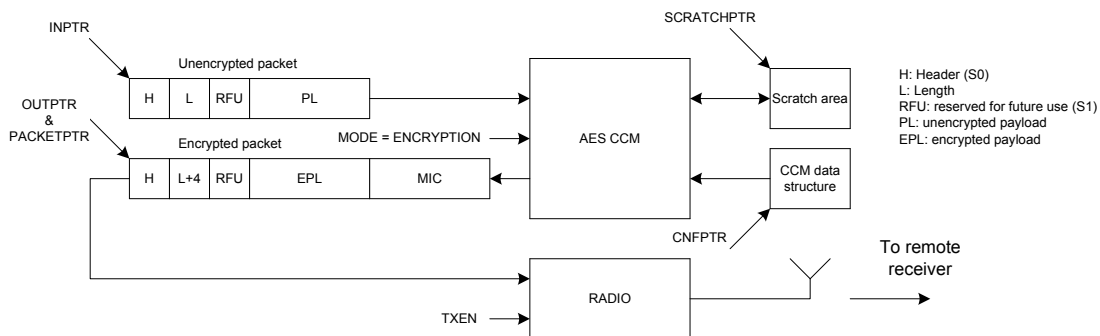 SCRATCHPTR
INPTR
Unencrypted packet
H L RFU PL
OUTPTR
&
PACKETPTR
Encrypted packet
H L+4 RFU EPL MIC
MODE = ENCRYPTION
AES CCM
Scratch area
CCM data
structure
CNFPTR
H: Header (S0)
L: Length
RFU: reserved for future use (S1)
PL: unencrypted payload
EPL: encrypted payload
To remote
receiver
RADIO
TXEN